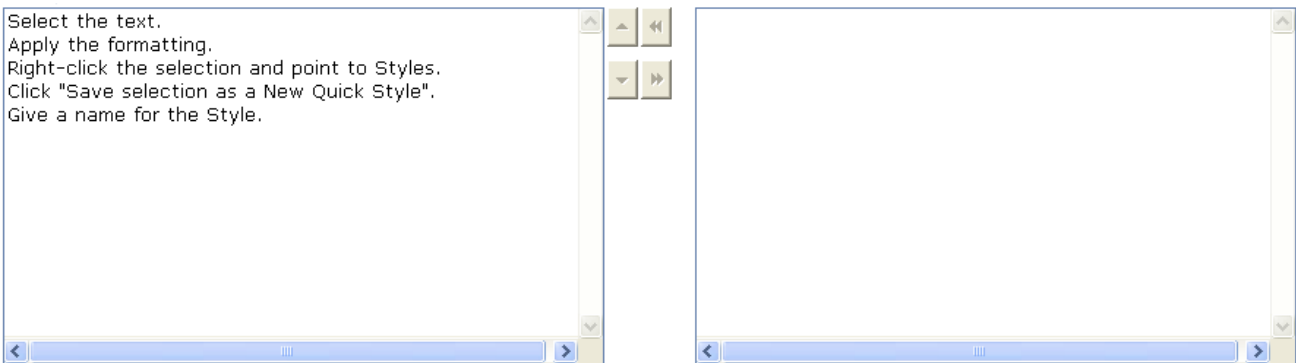 Select the text.
Apply the formatting.
Right-click the selection and point to Styles.
Click "Save selection as a New Quick Style".
Give a name for the Style.